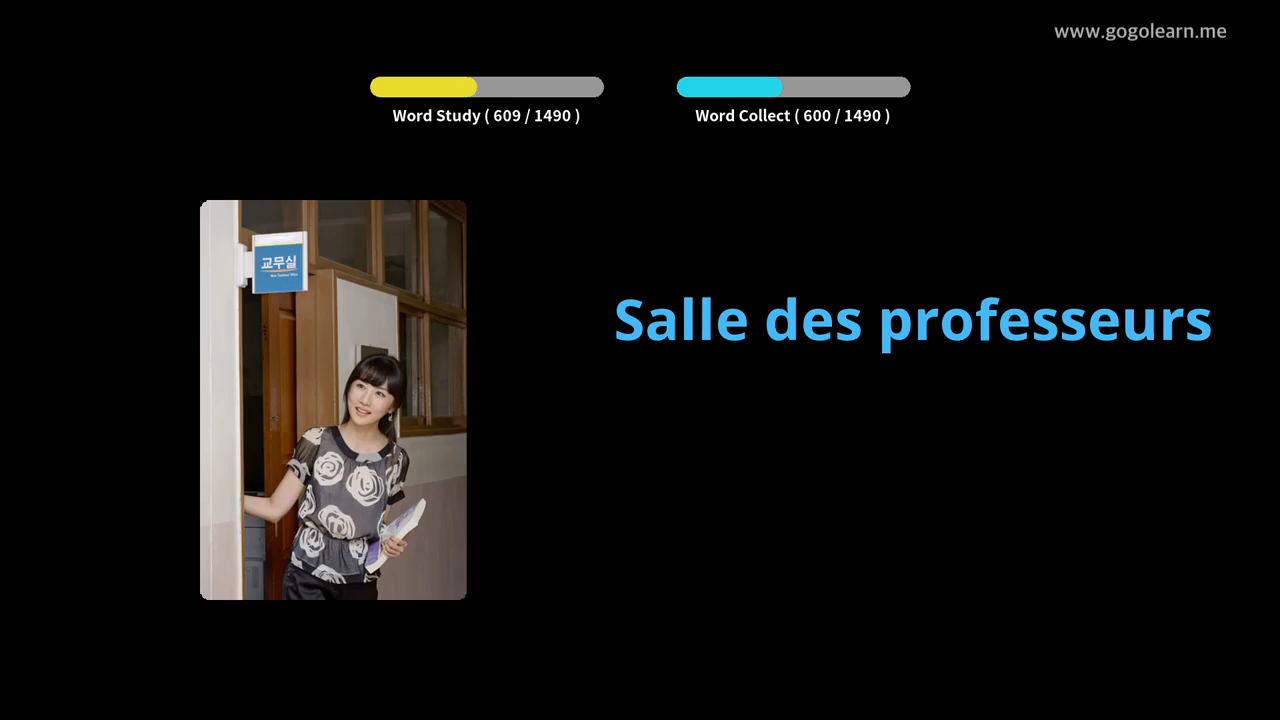 www.gogolearn.me
Word Study ( 609 / 1490 )
Word Collect ( 600 / 1490 )
교무실
Salle des professeurs